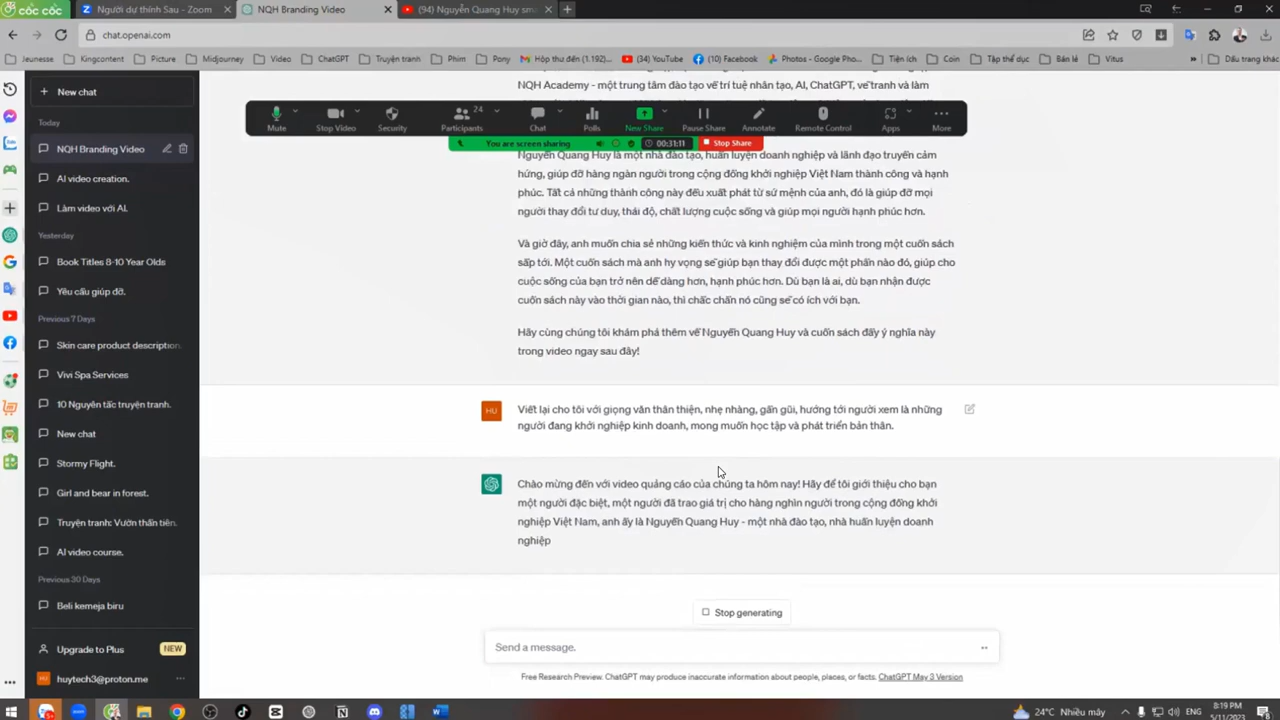 cốc cốc
Người dự thính Sau - Zoom
NQH Branding Video
(94) Nguyễn Quang Huy sm
chat.openai.com
Jeunesse
Kingcontent
Picture
Midjourney
Video
ChatGPT
Truyện tranh
Phim
Pony
Hộp thư đến (1.192)...
(34) YouTube
(10) Facebook
Photos - Google Pho...
Tiện ích
Coin
Tập thể dục
Bán lẻ
Vitus
Dấu trang khác
New chat
Today
NQH Branding Video
AI video creation.
Làm video với AI.
Yesterday
Book Titles 8-10 Year Olds
Yêu cầu giúp đỡ.
Previous 7 Days
Skin care product description.
Vivi Spa Services
10 Nguyên tắc truyện tranh.
New chat
Stormy Flight.
Girl and bear in forest.
Truyện tranh: Vườn thần tiên.
AI video course.
Previous 30 Days
Beli kemeja biru
Upgrade to Plus
NEW
huytech3@proton.me
NQH Academy - một trung tâm đào tạo về trí tuệ nhân tạo, AI, ChatGPT, vẽ tranh và làm
Mute
Stop Video
Security
Participants
24
Chat
Polls
New Share
Pause Share
Annotate
Remote Control
Apps
More
You are screen sharing
00:31:11
Stop Share
Nguyễn Quang Huy là một nhà đào tạo, huấn luyện doanh nghiệp và lãnh đạo truyền cảm
hứng, giúp đỡ hàng ngàn người trong cộng đồng khởi nghiệp Việt Nam thành công và hạnh
phúc. Tất cả những thành công này đều xuất phát từ sứ mệnh của anh, đó là giúp đỡ mọi
người thay đổi tư duy, thái độ, chất lượng cuộc sống và giúp mọi người hạnh phúc hơn.
Và giờ đây, anh muốn chia sẻ những kiến thức và kinh nghiệm của mình trong một cuốn sách
sắp tới. Một cuốn sách mà anh hy vọng sẽ giúp bạn thay đổi được một phần nào đó, giúp cho
cuộc sống của bạn trở nên dễ dàng hơn, hạnh phúc hơn. Dù bạn là ai, dù bạn nhận được
cuốn sách này vào thời gian nào, thì chắc chắn nó cũng sẽ có ích với bạn.
Hãy cùng chúng tôi khám phá thêm về Nguyễn Quang Huy và cuốn sách đầy ý nghĩa này
trong video ngay sau đây!
HU
Viết lại cho tôi với giọng văn thân thiện, nhẹ nhàng, gần gũi, hướng tới người xem là những
người đang khởi nghiệp kinh doanh, mong muốn học tập và phát triển bản thân.
Chào mừng đến với video quảng cáo của chúng ta hôm nay! Hãy để tôi giới thiệu cho bạn
một người đặc biệt, một người đã trao giá trị cho hàng nghìn người trong cộng đồng khởi
nghiệp Việt Nam, anh ấy là Nguyễn Quang Huy - một nhà đào tạo, nhà huấn luyện doanh
nghiệp
Stop generating
Send a message.
Free Research Preview. ChatGPT may produce inaccurate information about people, places, or facts. ChatGPT May 3 Version
24°C Nhiều mây
ENG
8:19 PM
5/11/2023